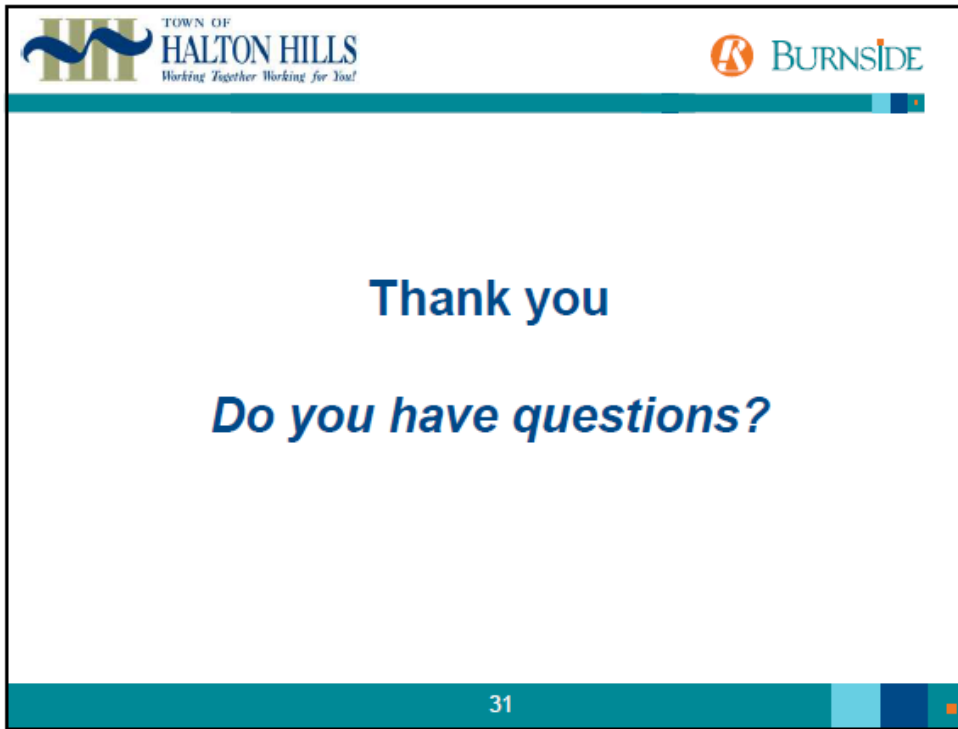 TOWN OF
HALTON HILLS
Working Together Working for You!
BURNSIDE
Thank you
Do you have questions?
31